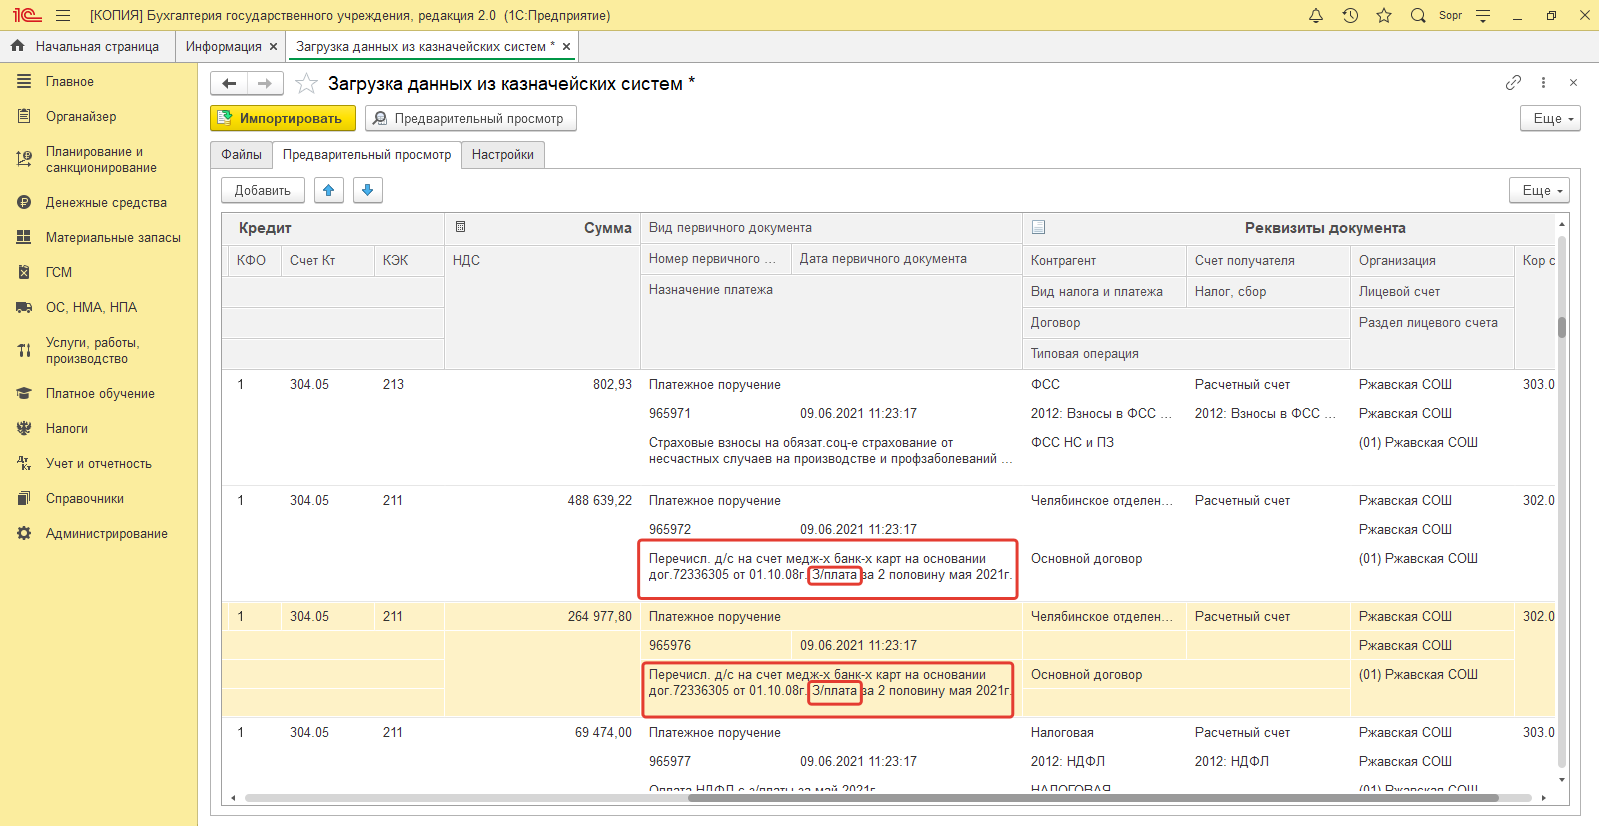 [КОПИЯ] Бухгалтерия государственного учреждения, редакция 2.0 (1С:Предприятие)
Sopr
Начальная страница
Информация ×
Загрузка данных из казначейских систем * ×
Главное
Органайзер
Планирование и
санкционирование
Денежные средства
Материальные запасы
ГСМ
ОС, НМА, НПА
Услуги, работы,
производство
Платное обучение
Налоги
Учет и отчетность
Справочники
Администрирование
Загрузка данных из казначейских систем *
Импортировать
Предварительный просмотр
Еще
Файлы
Предварительный просмотр
Настройки
Добавить
Еще
Кредит
Сумма
Вид первичного документа
Реквизиты документа
КФО Счет Кт КЭК НДС
Номер первичного ... Дата первичного документа
Контрагент Счет получателя Организация Кор с
Назначение платежа
Вид налога и платежа Налог, сбор Лицевой счет
Договор Раздел лицевого счета
Типовая операция
1 304.05 213 802,93 Платежное поручение ФСС Расчетный счет Ржавская СОШ 303.0
965971 09.06.2021 11:23:17 2012: Взносы в ФСС ... 2012: Взносы в ФСС ... Ржавская СОШ
Страховые взносы на обязат.соц-е страхование от ФСС НС и ПЗ (01) Ржавская СОШ
несчастных случаев на производстве и профзаболеваний ...
1 304.05 211 488 639,22 Платежное поручение Челябинское отделен... Расчетный счет Ржавская СОШ 302.0
965972 09.06.2021 11:23:17 Ржавская СОШ
Перечисл. д/с на счет медж-х банк-х карт на основании Основной договор (01) Ржавская СОШ
дог.72336305 от 01.10.08г. З/плата за 2 половину мая 2021г.
1 304.05 211 264 977,80 Платежное поручение Челябинское отделен... Расчетный счет Ржавская СОШ 302.0
965976 09.06.2021 11:23:17 Ржавская СОШ
Перечисл. д/с на счет медж-х банк-х карт на основании Основной договор (01) Ржавская СОШ
дог.72336305 от 01.10.08г. З/плата за 2 половину мая 2021г.
1 304.05 211 69 474,00 Платежное поручение Налоговая Расчетный счет Ржавская СОШ 303.0
965977 09.06.2021 11:23:17 2012: НДФЛ 2012: НДФЛ Ржавская СОШ
Оплата НДФЛ с з/платы за май 2021г НАЛОГОВАЯ (01) Ржавская СОШ